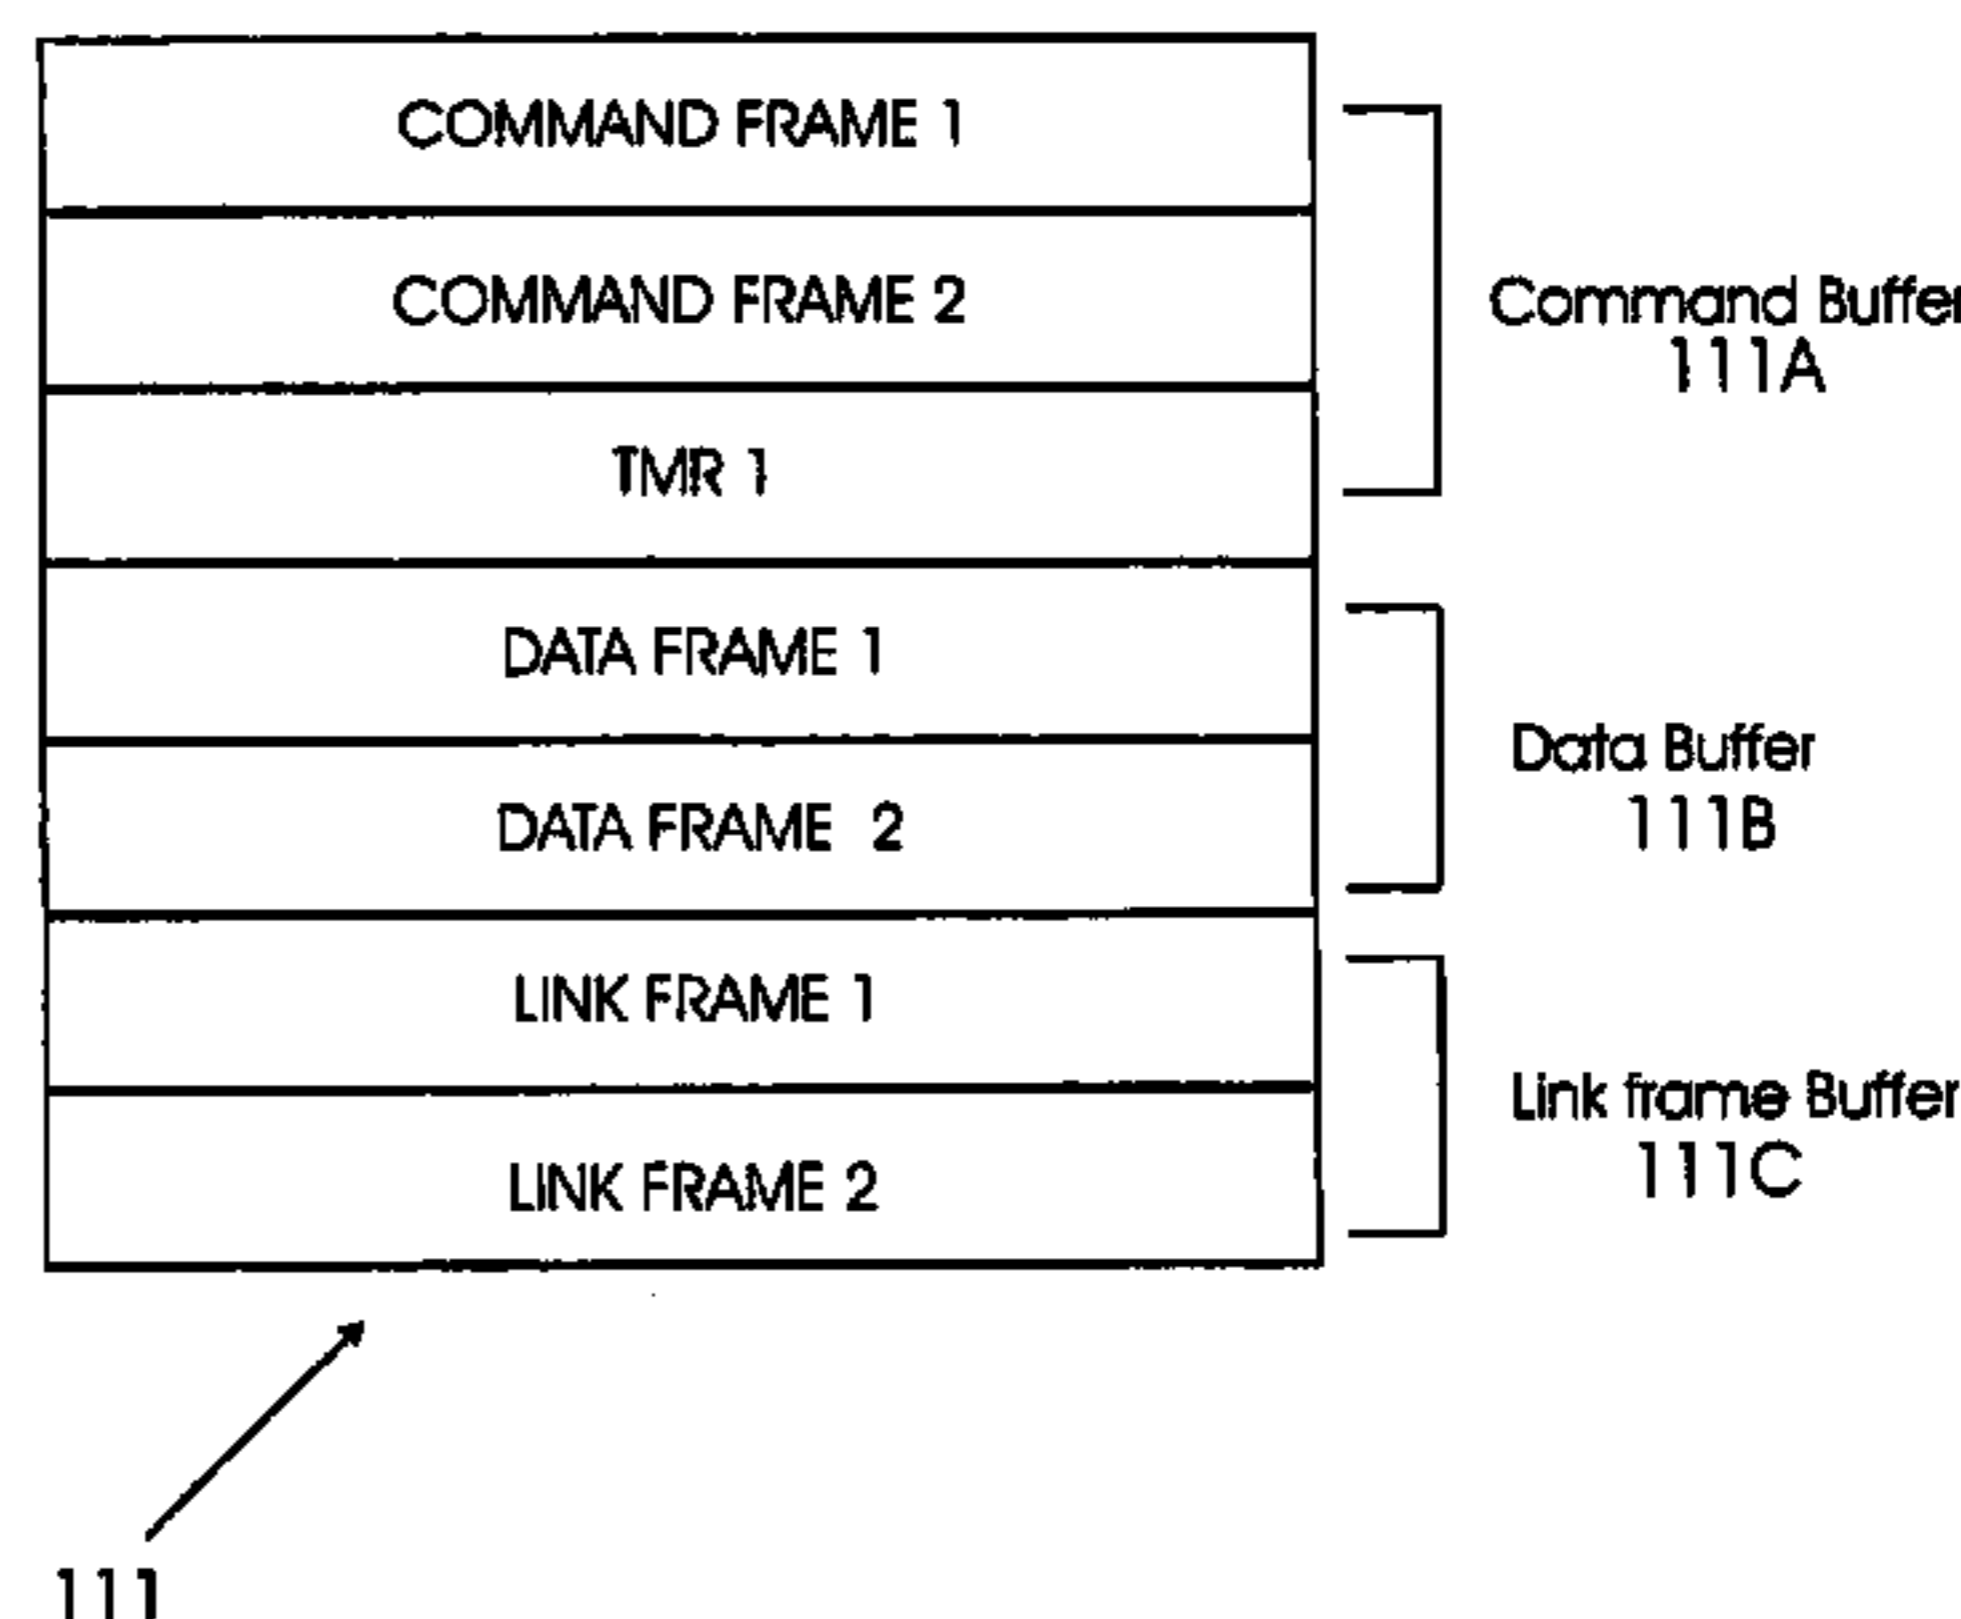 COMMAND FRAME 1
COMMAND FRAME 2
TMR 1
DATA FRAME 1
DATA FRAME 2
LINK FRAME 1
LINK FRAME 2
Command Buffer
111A
Data Buffer
111B
Link frame Buffer
111C
111